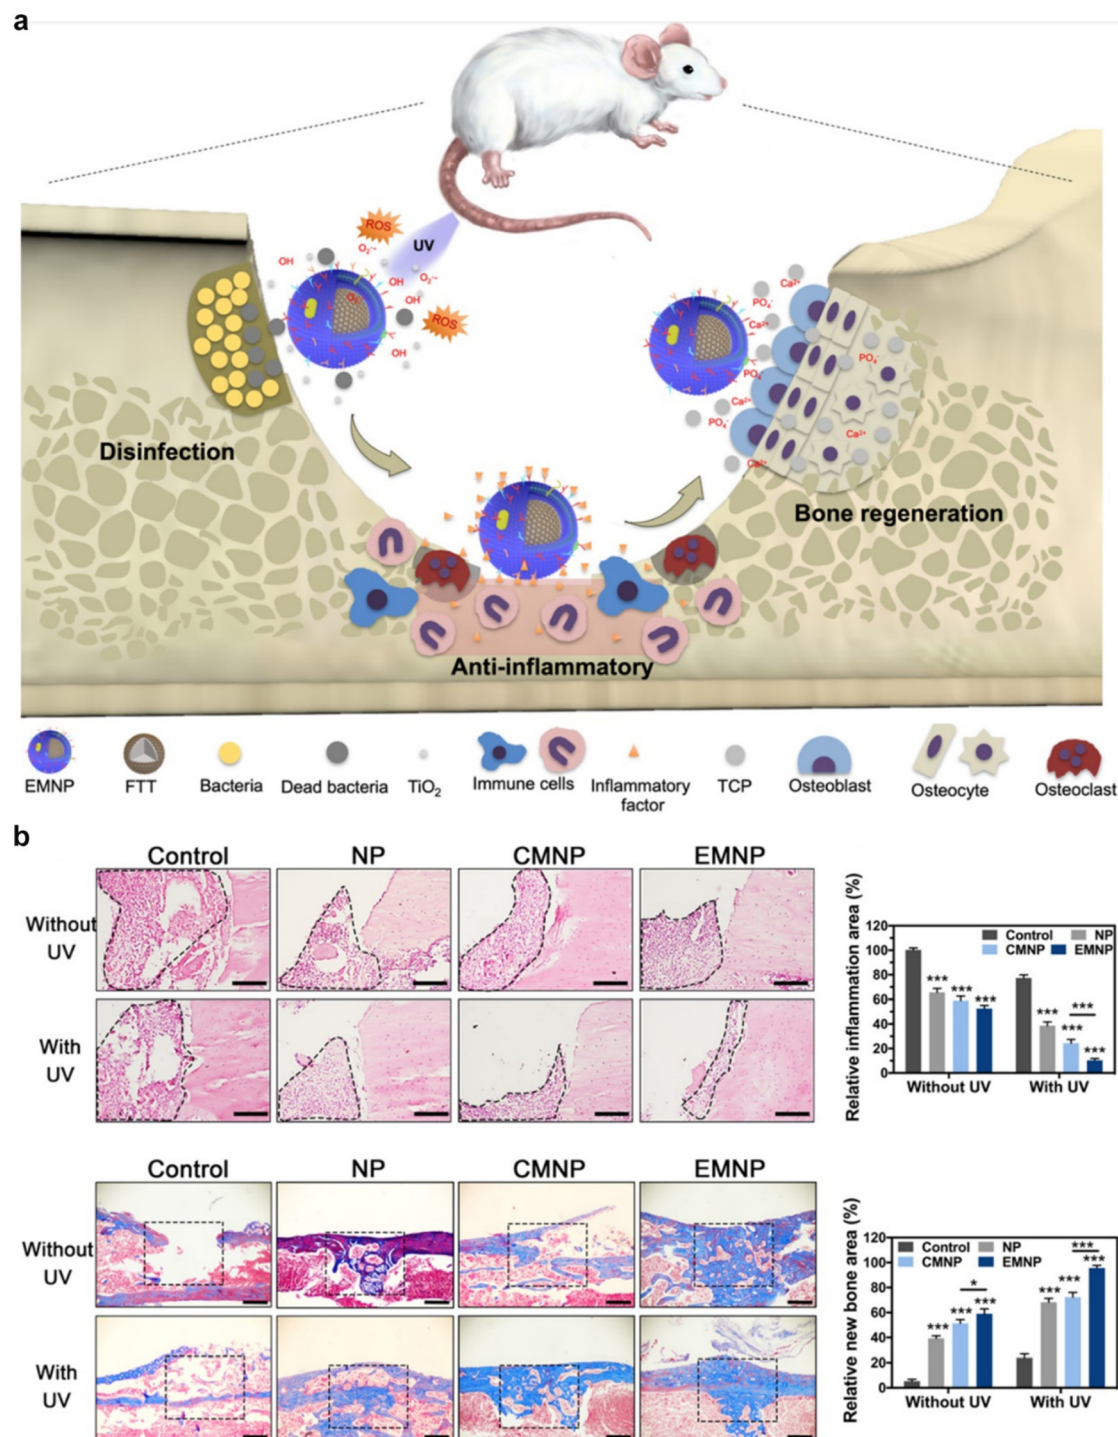 a
ROS
O₂⁻
UV
OH
O₂⁻
OH
OH
ROS
OH
Disinfection
Ca²⁺
PO₄⁻
Ca²⁺
PO₄⁻
PO₄⁻
Ca²⁺
PO₄⁻
Ca²⁺
Ca²⁺
Bone regeneration
Anti-inflammatory
EMNP
FTT
Bacteria
Dead bacteria
TiO₂
Immune cells
Inflammatory
factor
TCP
Osteoblast
Osteocyte
Osteoclast
b
Control NP CMNP EMNP
Without
UV
With
UV
Relative inflammation area (%)
120
100
80
60
40
20
0
Control NP
CMNP EMNP
*** *** ***
***
*** *** ***
Without UV With UV
Control NP CMNP EMNP
Without
UV
With
UV
Relative new bone area (%)
120
100
80
60
40
20
0
Control NP
CMNP EMNP
*
*** *** ***
***
*** *** ***
Without UV With UV